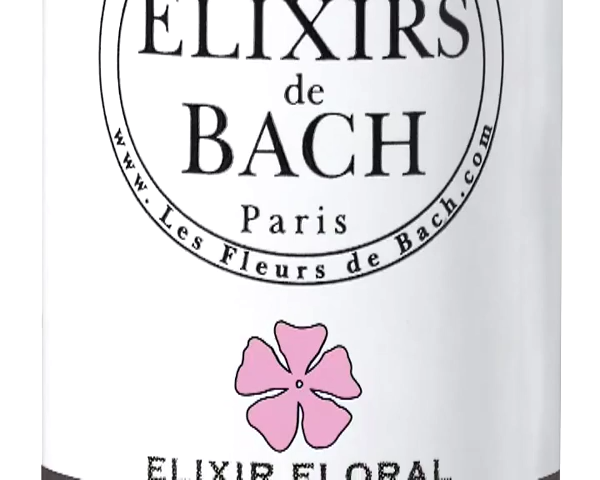 ELIXIRS
de
BACH
Paris
www. Les Fleurs de Bach.com
ELIXIR FLORAL